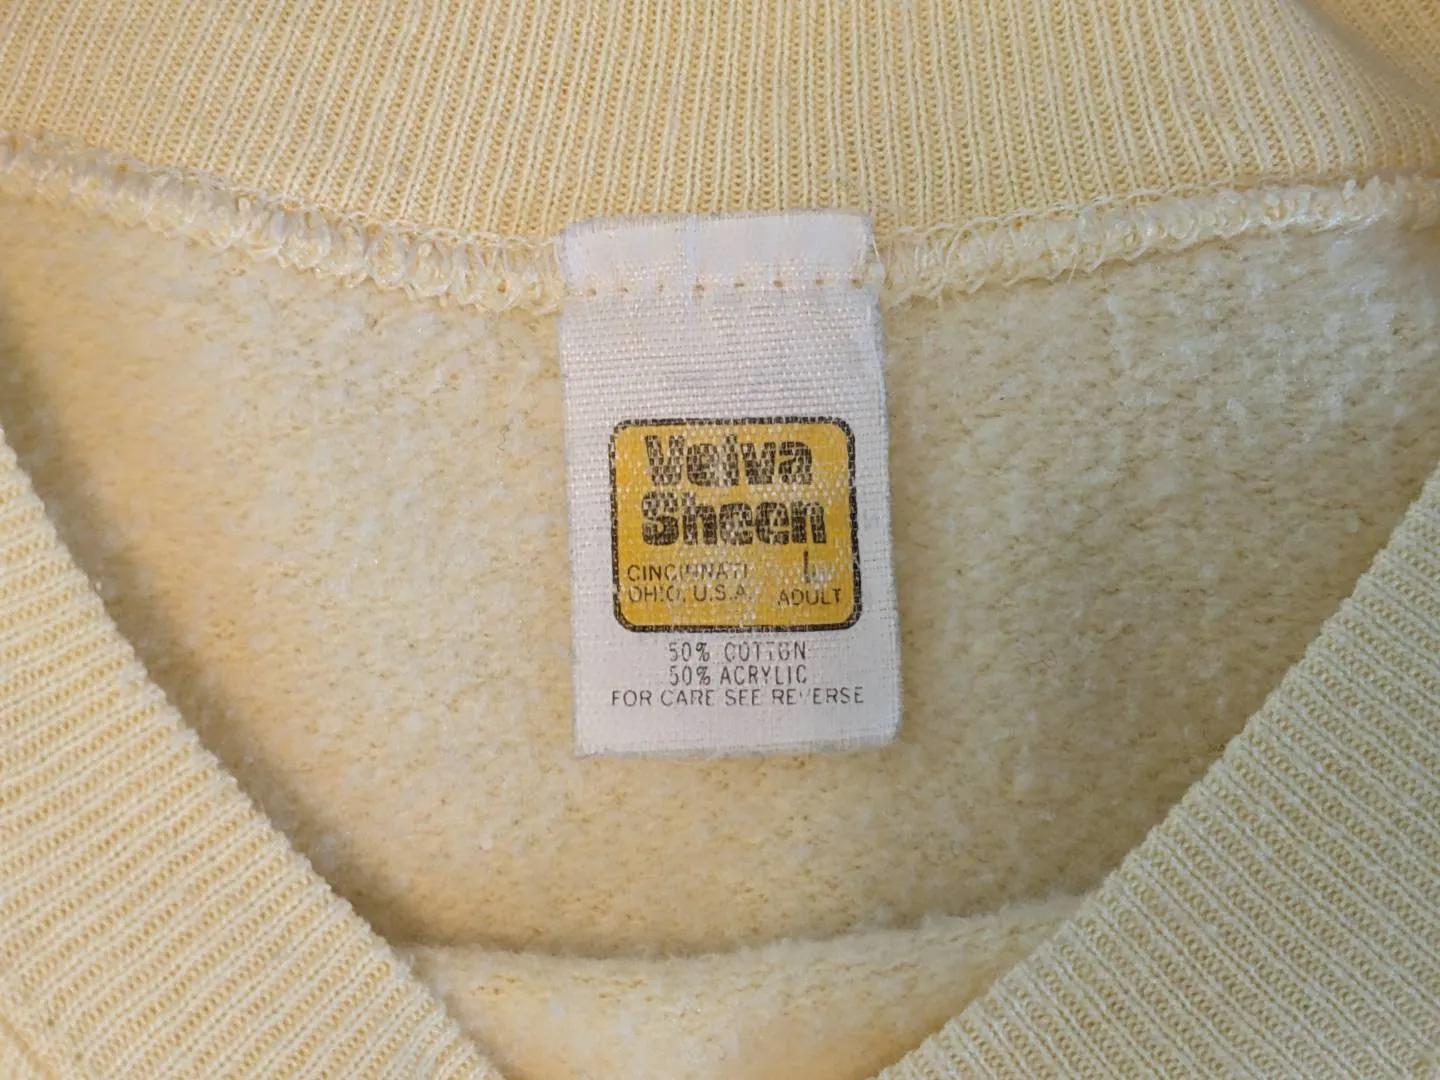 Velva
Sheen
CINCINNATI
OHIO, U.S.A.
L
ADULT
50% COTTON
50% ACRYLIC
FOR CARE SEE REVERSE